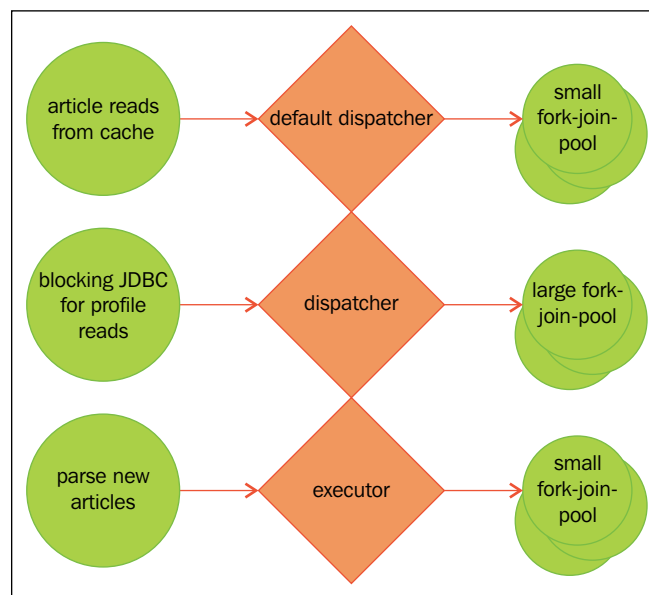 article reads
from cache
default dispatcher
small
fork-join-
pool
blocking JDBC
for profile
reads
dispatcher
large fork-
join-pool
parse new
articles
executor
small
fork-join-
pool